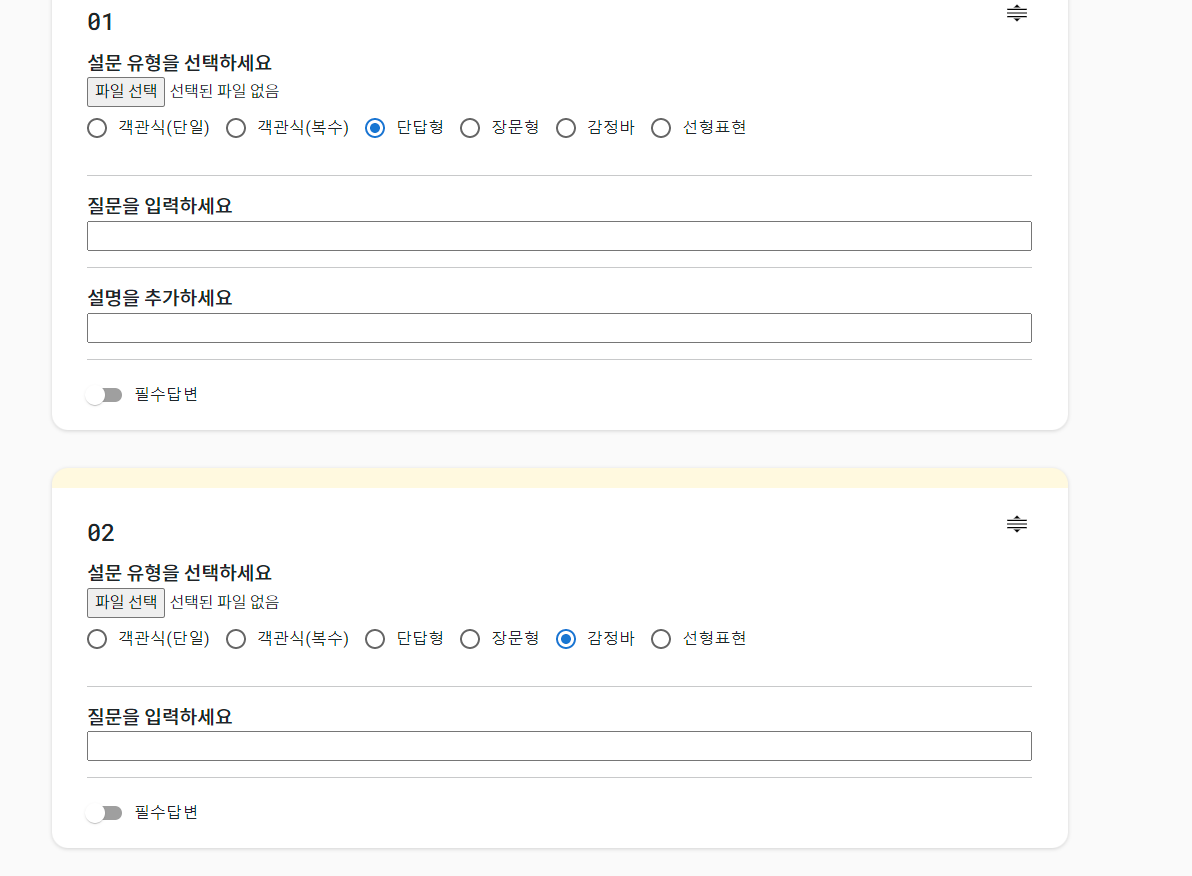 01
설문 유형을 선택하세요
파일 선택 선택된 파일 없음
객관식(단일) 객관식(복수) 단답형 장문형 감정바 선형표현
질문을 입력하세요
설명을 추가하세요
필수답변
02
설문 유형을 선택하세요
파일 선택 선택된 파일 없음
객관식(단일) 객관식(복수) 단답형 장문형 감정바 선형표현
질문을 입력하세요
필수답변